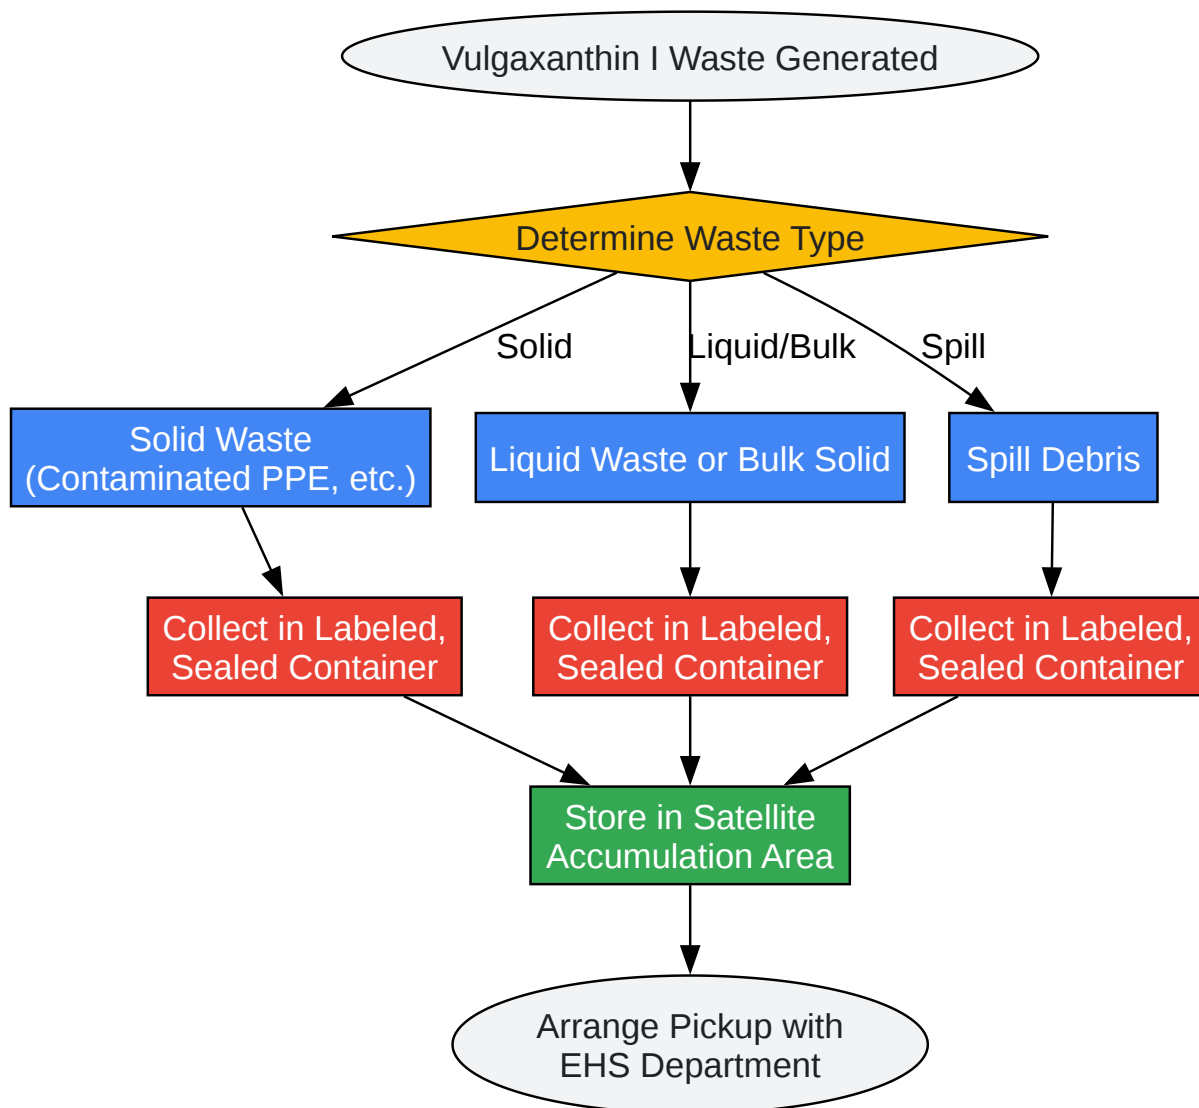 Vulgaxanthin I Waste Generated
Determine Waste Type
Solid
Liquid/Bulk
Spill
Solid Waste
(Contaminated PPE, etc.)
Liquid Waste or Bulk Solid
Spill Debris
Collect in Labeled,
Sealed Container
Collect in Labeled,
Sealed Container
Collect in Labeled,
Sealed Container
Store in Satellite
Accumulation Area
Arrange Pickup with
EHS Department